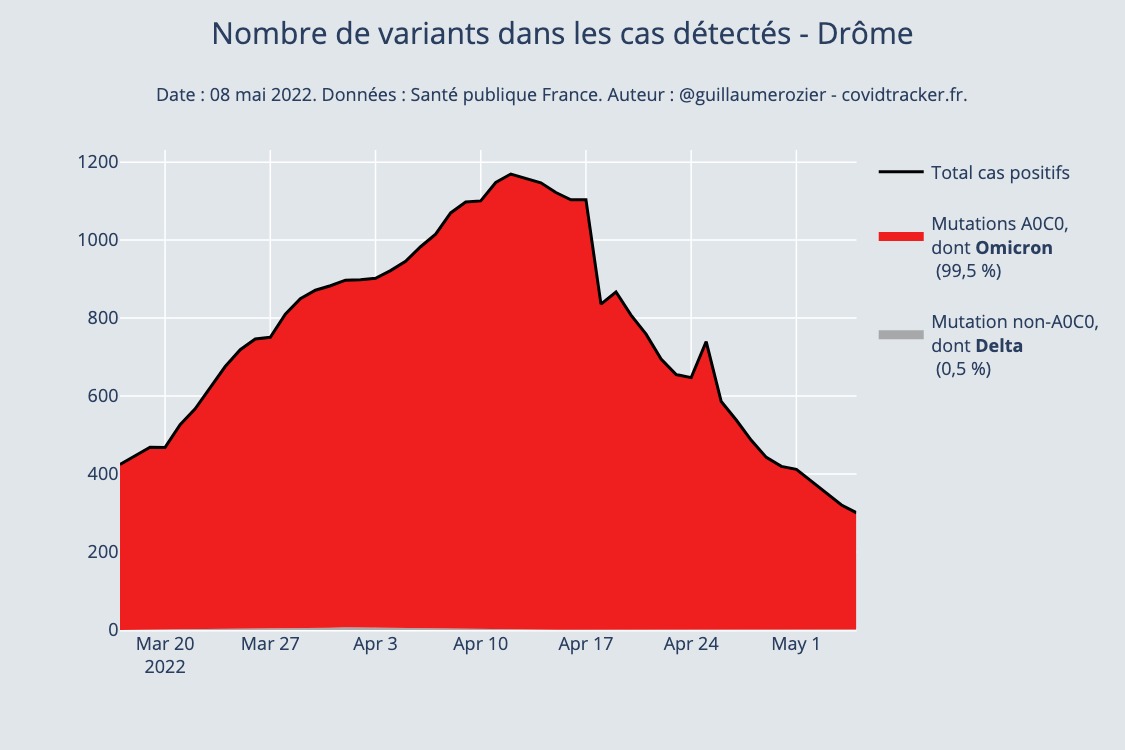 Nombre de variants dans les cas détectés - Drôme
Date : 08 mai 2022. Données : Santé publique France. Auteur : @guillaumerozier - covidtracker.fr.
1200
1000
800
600
400
200
0
Mar 20
2022
Mar 27
Apr 3
Apr 10
Apr 17
Apr 24
May 1
Total cas positifs
Mutations A0C0,
dont Omicron
(99,5 %)
Mutation non-A0C0,
dont Delta
(0,5 %)